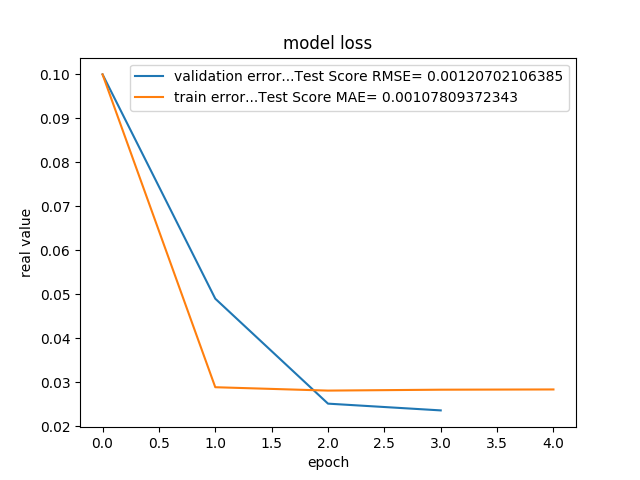 model loss
validation error...Test Score RMSE= 0.00120702106385
train error...Test Score MAE= 0.00107809372343
0.10
0.09
0.08
0.07
0.06
0.05
0.04
0.03
0.02
real value
0.0 0.5 1.0 1.5 2.0 2.5 3.0 3.5 4.0
epoch